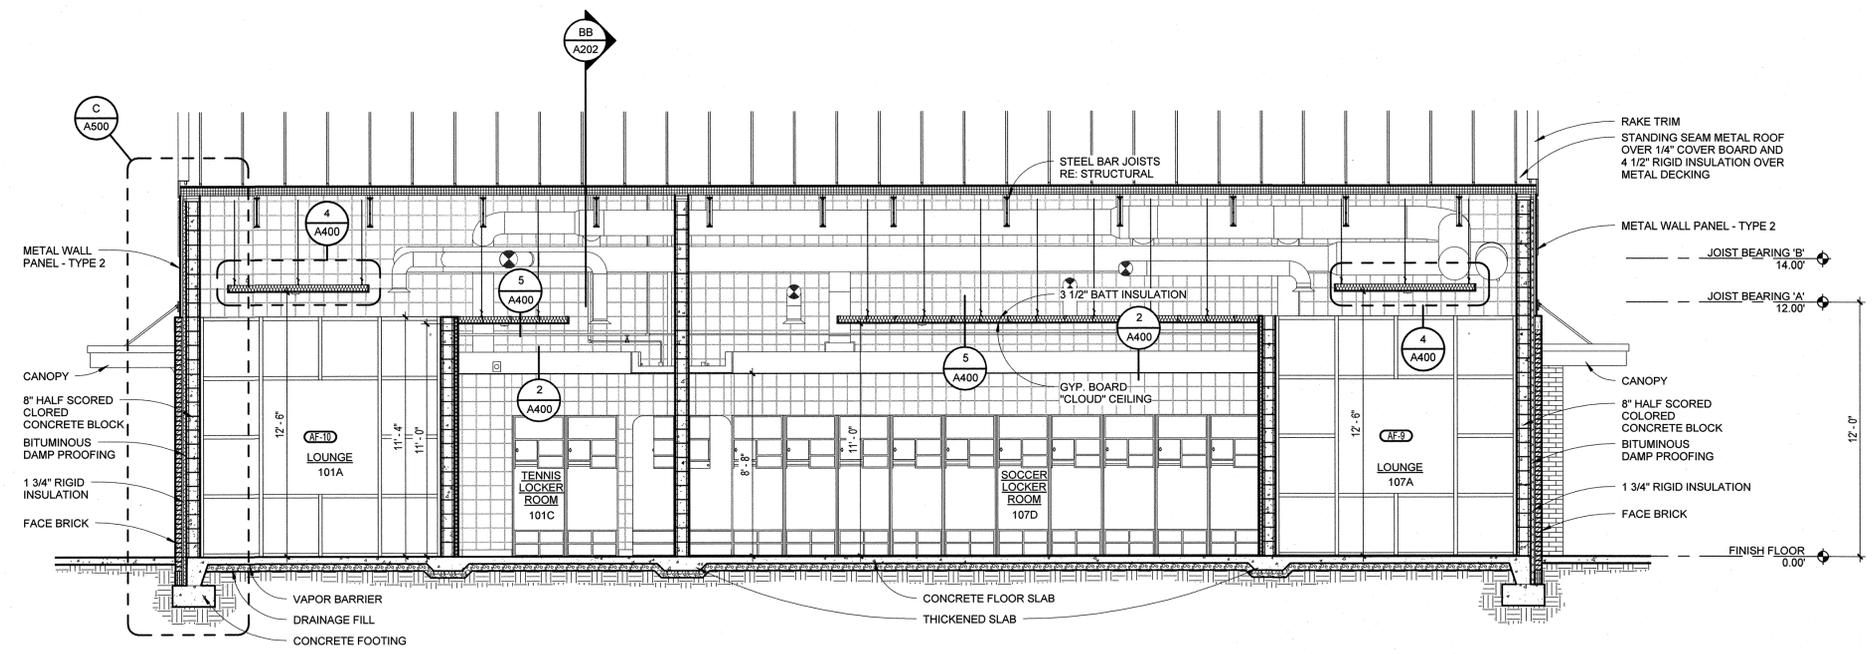 BB
A202
C
A500
RAKE TRIM
STANDING SEAM METAL ROOF
OVER 1/4" COVER BOARD AND
4 1/2" RIGID INSULATION OVER
METAL DECKING
STEEL BAR JOISTS
RE: STRUCTURAL
4
A400
METAL WALL
PANEL - TYPE 2
METAL WALL PANEL - TYPE 2
JOIST BEARING 'B'
14.00'
5
A400
3 1/2" BATT INSULATION
JOIST BEARING 'A'
12.00'
2
A400
4
A400
5
A400
2
A400
GYP. BOARD
"CLOUD" CEILING
CANOPY
CANOPY
8" HALF SCORED
CLORED
CONCRETE BLOCK
8" HALF SCORED
COLORED
CONCRETE BLOCK
12' - 6"
AF-10
LOUNGE
101A
11' - 4"
11' - 0"
8' - 8"
11' - 0"
12' - 6"
AF-9
LOUNGE
107A
12' - 0"
BITUMINOUS
DAMP PROOFING
BITUMINOUS
DAMP PROOFING
TENNIS
LOCKER
ROOM
101C
SOCCER
LOCKER
ROOM
107D
1 3/4" RIGID
INSULATION
1 3/4" RIGID INSULATION
FACE BRICK
FACE BRICK
FINISH FLOOR
0.00'
VAPOR BARRIER
CONCRETE FLOOR SLAB
DRAINAGE FILL
THICKENED SLAB
CONCRETE FOOTING